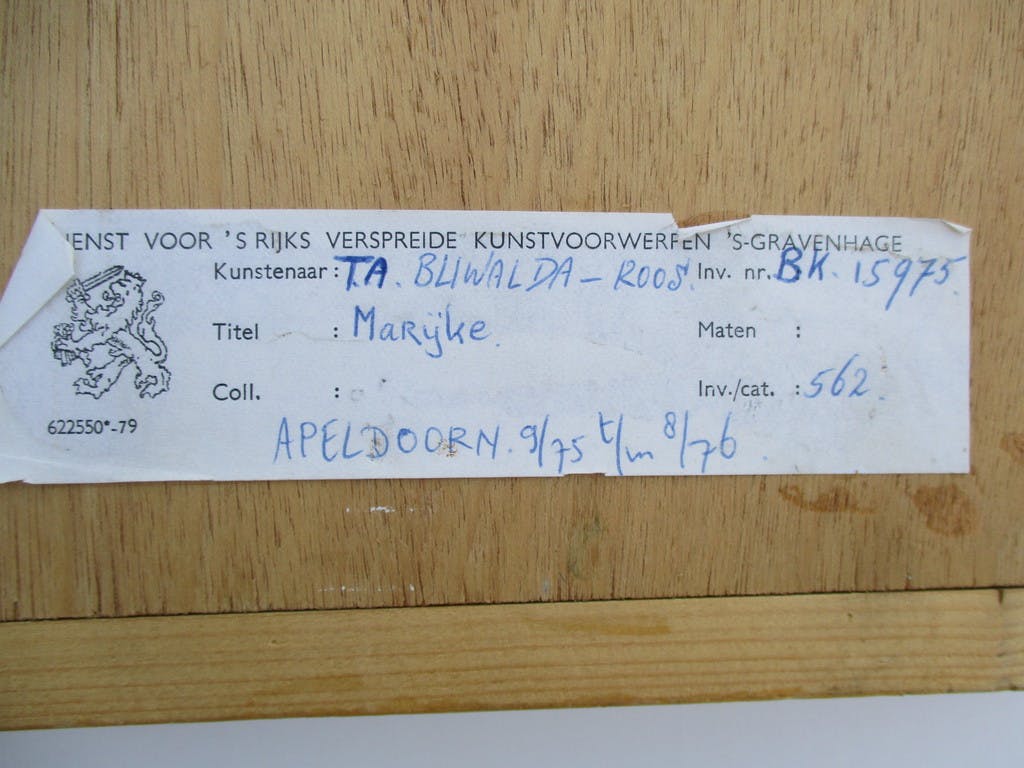 IENST VOOR 'S RIJKS VERSPREIDE KUNSTVOORWERPEN 'S-GRAVENHAGE
Kunstenaar : T.A. BLIWALDA - ROOS. Inv. nr. BK. 15975.
Titel : Marijke. Maten :
Coll. : Inv./cat. : 562.
622550*-79
APELDOORN. 9/75 t/m 8/76.